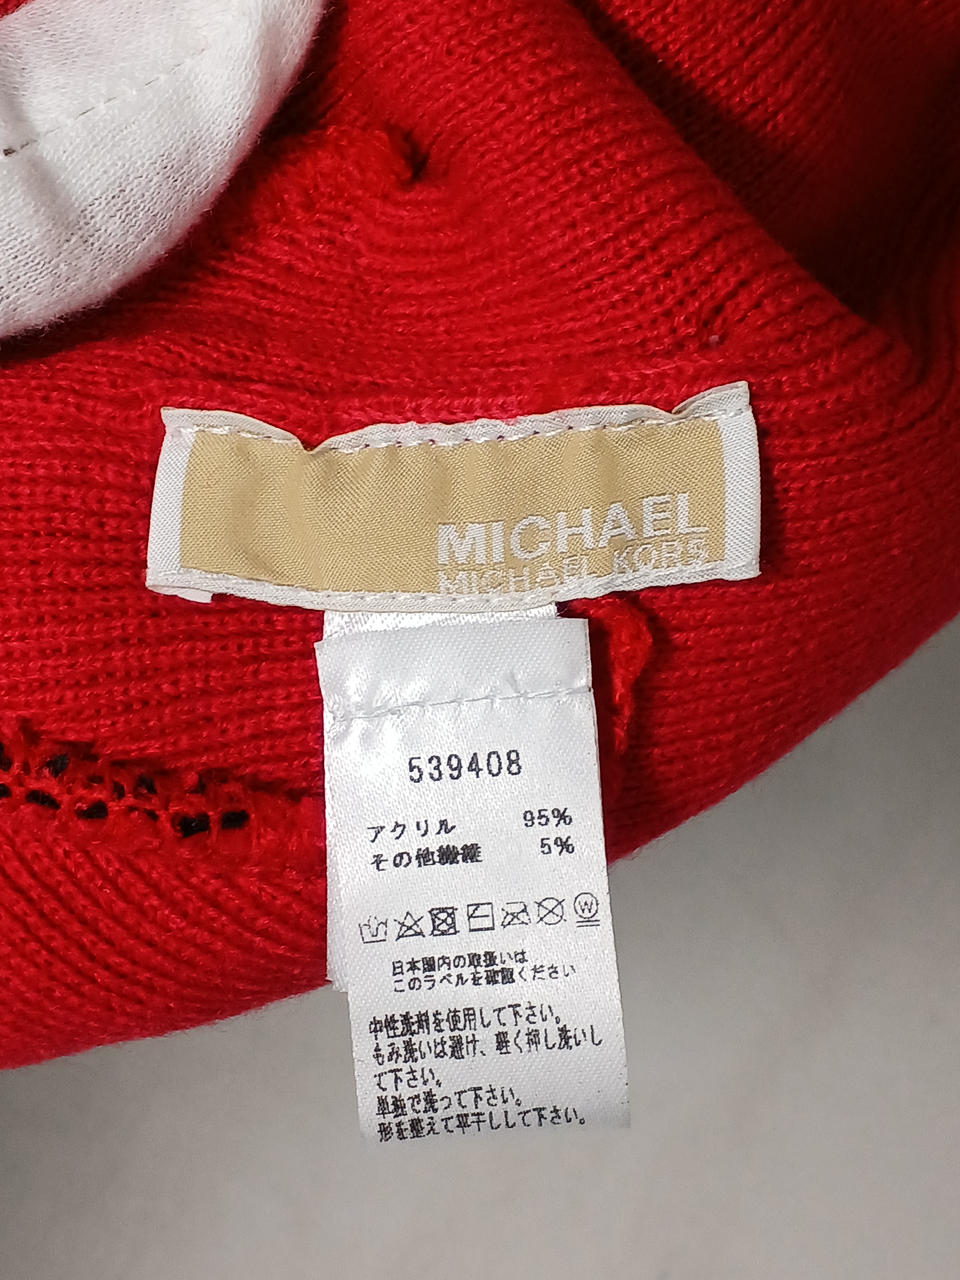 MICHAEL
MICHAEL KORS
539408
アクリル 95%
その他繊維 5%
W
日本国内の取扱いは
このラベルを確認ください
中性洗剤を使用して下さい。
もみ洗いは避け、軽く押し洗いし
て下さい。
単独で洗って下さい。
形を整えて平干しして下さい。